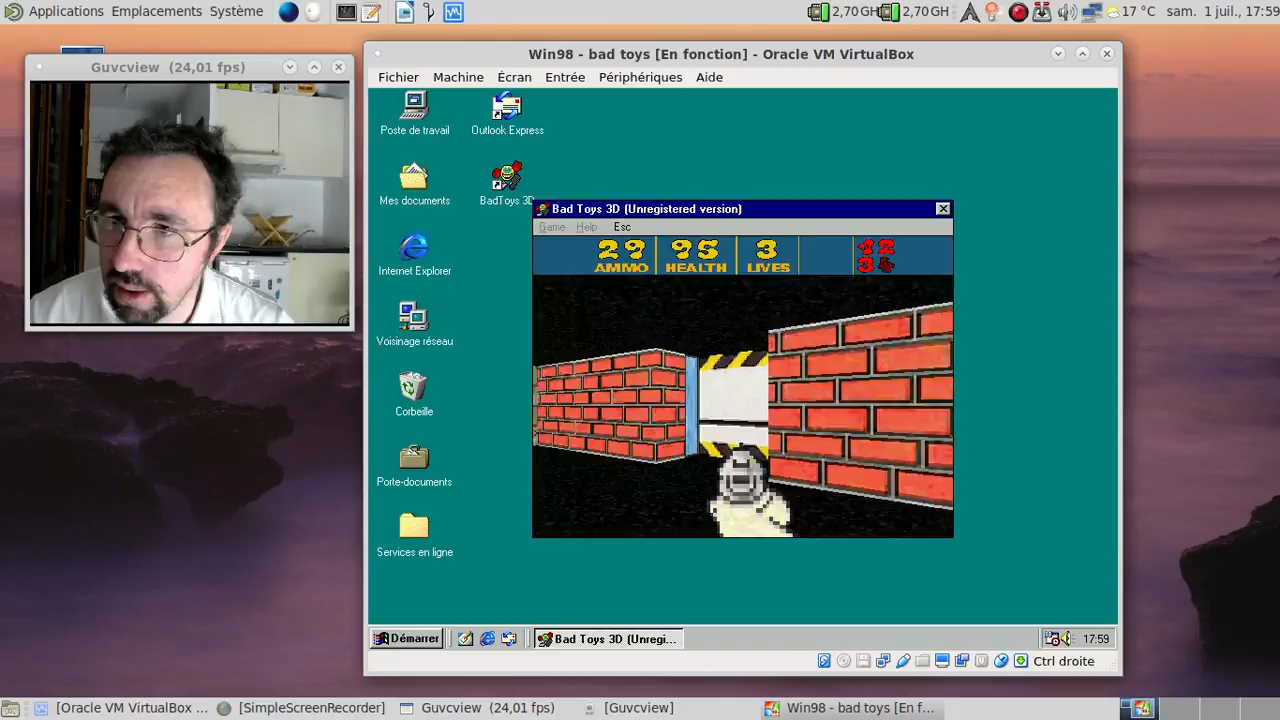 Applications Emplacements Système
2,70 GH 2,70 GH 17 °C sam. 1 juil., 17:59
Guvcview (24,01 fps)
Win98 - bad toys [En fonction] - Oracle VM VirtualBox
Fichier Machine Écran Entrée Périphériques Aide
Poste de travail
Outlook Express
Mes documents
BadToys 3D
Internet Explorer
Voisinage réseau
Corbeille
Porte-documents
Services en ligne
Bad Toys 3D (Unregistered version)
Game Help Esc
29 95 3 12
AMMO HEALTH LIVES 34
Démarrer
Bad Toys 3D (Unregi...
17:59
Ctrl droite
[Oracle VM VirtualBox ...
[SimpleScreenRecorder]
Guvcview (24,01 fps)
[Guvcview]
Win98 - bad toys [En f...